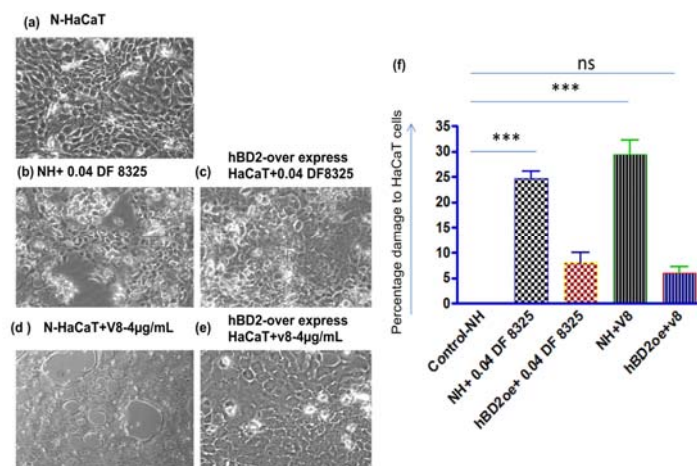 (a) N-HaCaT
(b) NH+ 0.04 DF 8325
(c) hBD2-over express
HaCaT+0.04 DF8325
(d ) N-HaCaT+V8-4µg/mL
(e) hBD2-over express
HaCaT+v8-4µg/mL
(f)
ns
***
***
Percentage damage to HaCaT cells
35
30
25
20
15
10
5
0
Control-NH
NH+ 0.04 DF 8325
hBD2oe+ 0.04 DF 8325
NH+V8
hBD2oe+v8